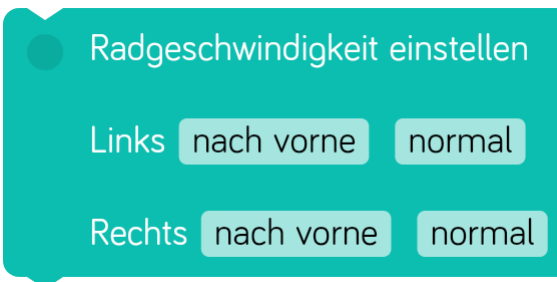 Radgeschwindigkeit einstellen
Links nach vorne normal
Rechts nach vorne normal